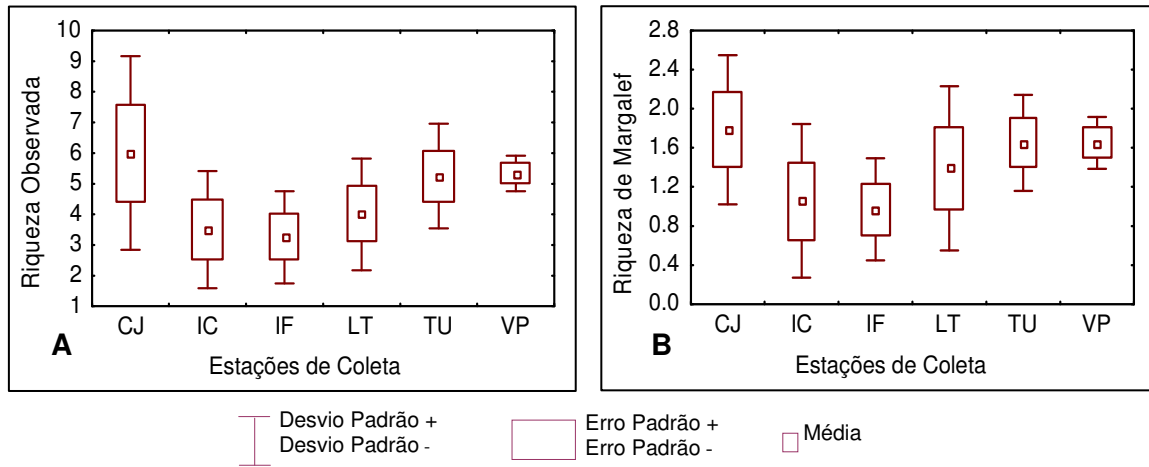 Riqueza Observada
10
9
8
7
6
5
4
3
2
1
CJ IC IF LT TU VP
A
Estações de Coleta
Riqueza de Margalef
2.8
2.4
2.0
1.6
1.2
0.8
0.4
0.0
CJ IC IF LT TU VP
B
Estações de Coleta
Desvio Padrão +
Desvio Padrão -
Erro Padrão +
Erro Padrão -
Média